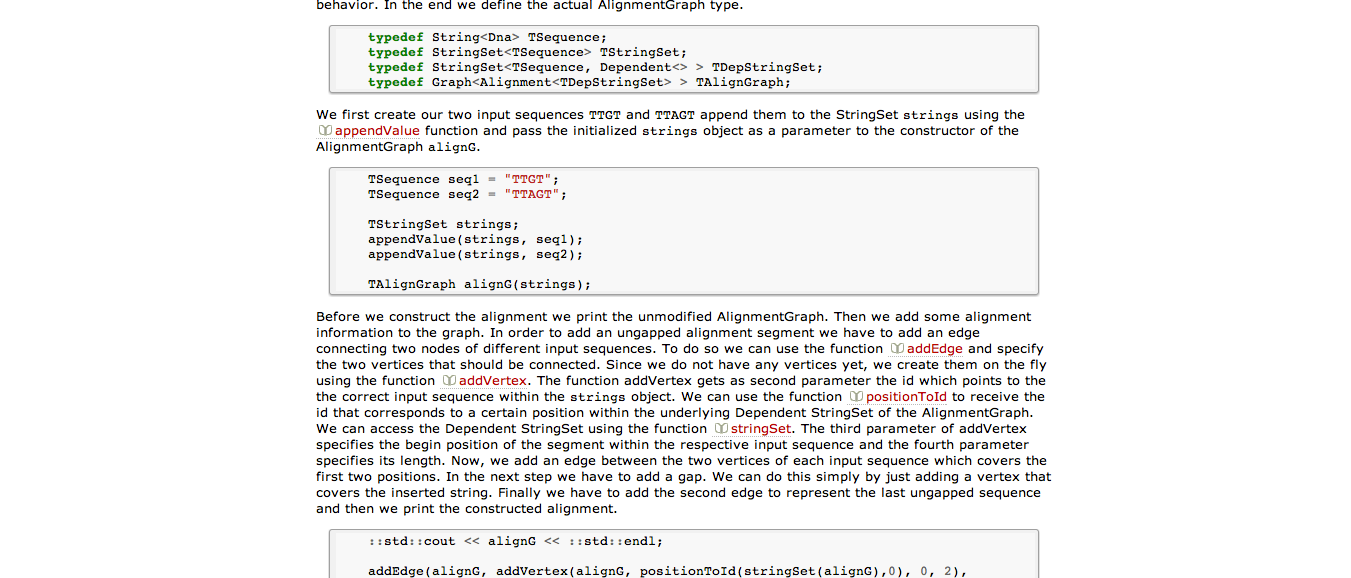 behavior. In the end we define the actual AlignmentGraph type.
typedef String<Dna> TSequence;
typedef StringSet<TSequence> TStringSet;
typedef StringSet<TSequence, Dependent<> > TDepStringSet;
typedef Graph<Alignment<TDepStringSet> > TAlignGraph;
We first create our two input sequences TTGT and TTAGT append them to the StringSet strings using the
appendValue function and pass the initialized strings object as a parameter to the constructor of the
AlignmentGraph alignG.
TSequence seq1 = "TTGT";
TSequence seq2 = "TTAGT";
TStringSet strings;
appendValue(strings, seq1);
appendValue(strings, seq2);
TAlignGraph alignG(strings);
Before we construct the alignment we print the unmodified AlignmentGraph. Then we add some alignment
information to the graph. In order to add an ungapped alignment segment we have to add an edge
connecting two nodes of different input sequences. To do so we can use the function addEdge and specify
the two vertices that should be connected. Since we do not have any vertices yet, we create them on the fly
using the function addVertex. The function addVertex gets as second parameter the id which points to the
the correct input sequence within the strings object. We can use the function positionToId to receive the
id that corresponds to a certain position within the underlying Dependent StringSet of the AlignmentGraph.
We can access the Dependent StringSet using the function stringSet. The third parameter of addVertex
specifies the begin position of the segment within the respective input sequence and the fourth parameter
specifies its length. Now, we add an edge between the two vertices of each input sequence which covers the
first two positions. In the next step we have to add a gap. We can do this simply by just adding a vertex that
covers the inserted string. Finally we have to add the second edge to represent the last ungapped sequence
and then we print the constructed alignment.
::std::cout << alignG << ::std::endl;
addEdge(alignG, addVertex(alignG, positionToId(stringSet(alignG),0), 0, 2),